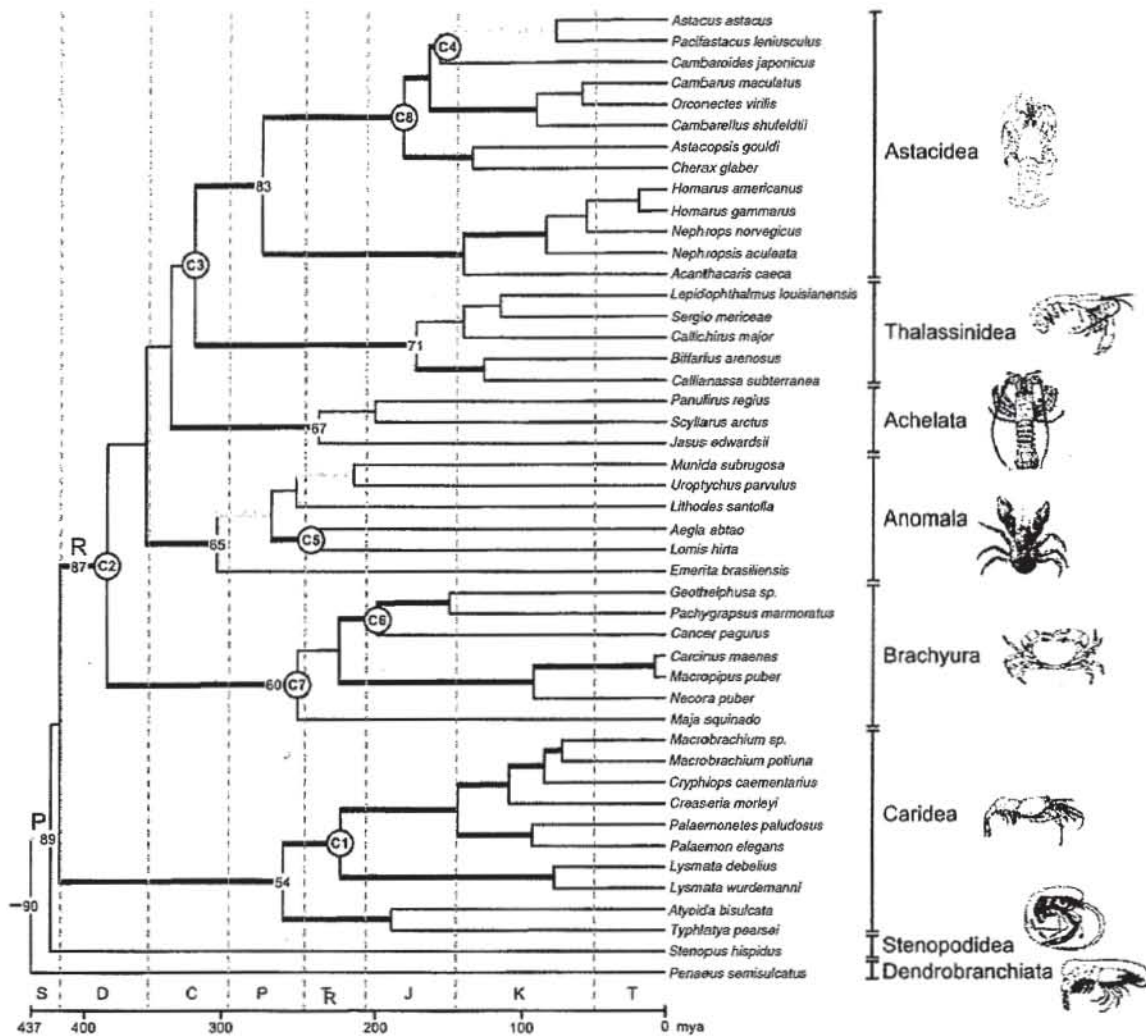 Astacus astacus
Pacifastacus leniusculus
C4
Cambaroides japonicus
Cambarus maculatus
Orconectes virilis
C8
Cambarellus shufeldtii
Astacopsis gouldi
Astacidea
Cherax glaber
83
Homarus americanus
Homarus gammarus
Nephrops norvegicus
Nephropsis aculeata
C3
Acanthacaris caeca
Lepidophthalmus louisianensis
Sergio mericeae
Thalassinidea
71
Callichirus major
Biffarius arenosus
Callianassa subterranea
Panulirus regius
67
Scyllarus arctus
Achelata
Jasus edwardsii
Munida subrugosa
Uroptychus parvulus
Lithodes santolla
Anomala
65
C5
Aegla abtao
Lomis hirta
R
87
C2
Emerita brasiliensis
Geothelphusa sp.
Pachygrapsus marmoratus
C6
Cancer pagurus
Brachyura
Carcinus maenas
60
C7
Macropipus puber
Necora puber
Maja squinado
Macrobrachium sp.
Macrobrachium potiuna
Cryphiops caementarius
Creaseria morleyi
Caridea
P
89
C1
Palaemonetes paludosus
Palaemon elegans
54
Lysmata debelius
Lysmata wurdemanni
90
Atyoida bisulcata
Typhlatya pearsei
Stenopus hispidus
Stenopodidea
Penaeus semisulcatus
Dendrobranchiata
S D C P TR J K T
437 400 300 200 100 0 mya